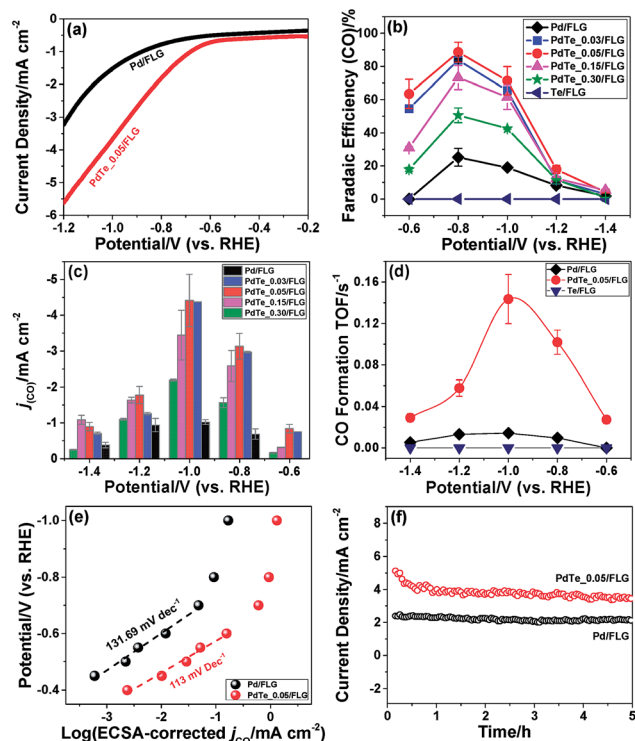 (a)
Current Density/mA cm⁻²
0
-1
-2
-3
-4
-5
-6
Pd/FLG
PdTe_0.05/FLG
-1.2 -1.0 -0.8 -0.6 -0.4 -0.2
Potential/V (vs. RHE)
(b)
Faradaic Efficiency (CO)/%
100
80
60
40
20
0
Pd/FLG
PdTe_0.03/FLG
PdTe_0.05/FLG
PdTe_0.15/FLG
PdTe_0.30/FLG
Te/FLG
-0.6 -0.8 -1.0 -1.2 -1.4
Potential/V (vs. RHE)
(c)
j(CO)/mA cm⁻²
-5
-4
-3
-2
-1
0
Pd/FLG
PdTe_0.03/FLG
PdTe_0.05/FLG
PdTe_0.15/FLG
PdTe_0.30/FLG
-1.4 -1.2 -1.0 -0.8 -0.6
Potential/V (vs. RHE)
(d)
CO Formation TOF/s⁻¹
0.16
0.12
0.08
0.04
0.00
Pd/FLG
PdTe_0.05/FLG
Te/FLG
-1.4 -1.2 -1.0 -0.8 -0.6
Potential/V (vs. RHE)
(e)
Potential/V (vs. RHE)
-1.0
-0.8
-0.6
-0.4
131.69 mV dec⁻¹
113 mV Dec⁻¹
Pd/FLG
PdTe_0.05/FLG
-3 -2 -1 0
Log(ECSA-corrected jCO/mA cm⁻²)
(f)
Current Density/mA cm⁻²
8
6
4
2
0
-2
PdTe_0.05/FLG
Pd/FLG
0 1 2 3 4 5
Time/h